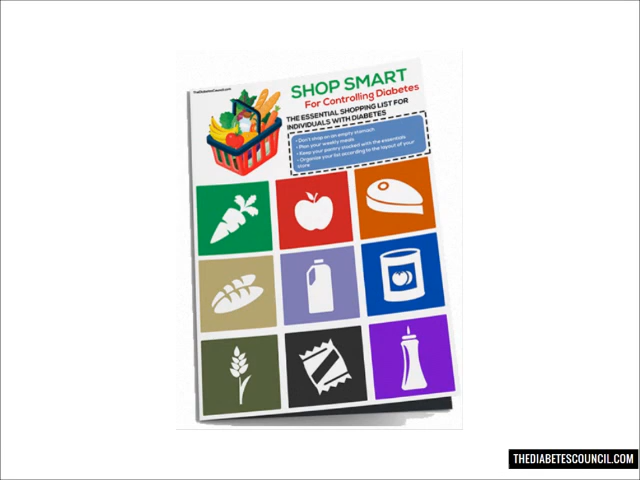 TheDiabetesCouncil.com
SHOP SMART
For Controlling Diabetes
THE ESSENTIAL SHOPPING LIST FOR
INDIVIDUALS WITH DIABETES
• Don't shop on an empty stomach
• Plan your weekly meals
• Keep your pantry stocked with the essentials
• Organize your list according to the layout of your
store
THEDIABETESCOUNCIL.COM